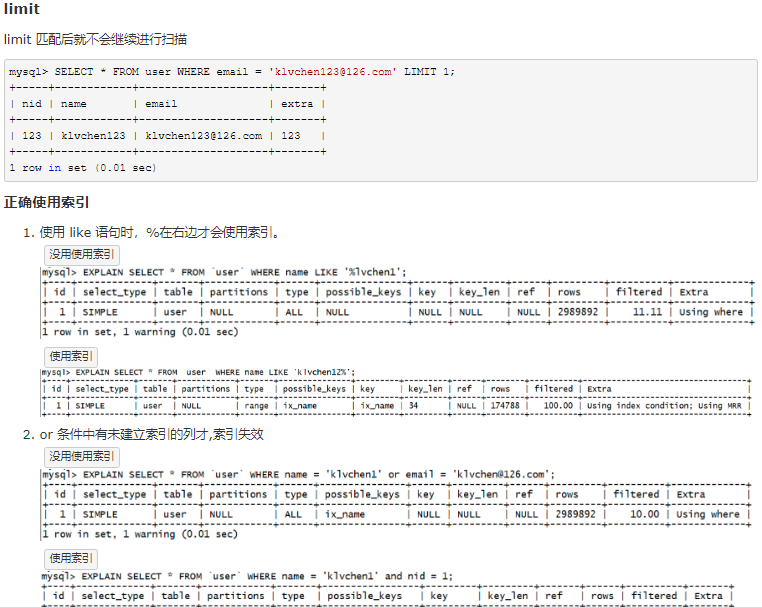 limit
limit 匹配后就不会继续进行扫描
mysql> SELECT * FROM user WHERE email = 'klvchen123@126.com' LIMIT 1;
+-----+------------+--------------------+-------+
| nid | name       | email              | extra |
+-----+------------+--------------------+-------+
| 123 | klvchen123 | klvchen123@126.com | 123   |
+-----+------------+--------------------+-------+
1 row in set (0.01 sec)
正确使用索引
1. 使用 like 语句时，%在右边才会使用索引。
没用使用索引
mysql> EXPLAIN SELECT * FROM `user` WHERE name LIKE '%lvchen1';
| id | select_type | table | partitions | type | possible_keys | key | key_len | ref | rows | filtered | Extra |
| 1 | SIMPLE | user | NULL | ALL | NULL | NULL | NULL | NULL | 2989892 | 11.11 | Using where |
1 row in set, 1 warning (0.01 sec)
使用索引
mysql> EXPLAIN SELECT * FROM `user` WHERE name LIKE 'klvchen12%';
| id | select_type | table | partitions | type | possible_keys | key | key_len | ref | rows | filtered | Extra |
| 1 | SIMPLE | user | NULL | range | ix_name | ix_name | 34 | NULL | 174788 | 100.00 | Using index condition; Using MRR |
2. or 条件中有未建立索引的列才,索引失效
没用使用索引
mysql> EXPLAIN SELECT * FROM `user` WHERE name = 'klvchen1' or email = 'klvchen@126.com';
| id | select_type | table | partitions | type | possible_keys | key | key_len | ref | rows | filtered | Extra |
| 1 | SIMPLE | user | NULL | ALL | ix_name | NULL | NULL | NULL | 2989892 | 10.00 | Using where |
1 row in set, 1 warning (0.01 sec)
使用索引
mysql> EXPLAIN SELECT * FROM `user` WHERE name = 'klvchen1' and nid = 1;
| id | select_type | table | partitions | type | possible_keys | key | key_len | ref | rows | filtered | Extra |